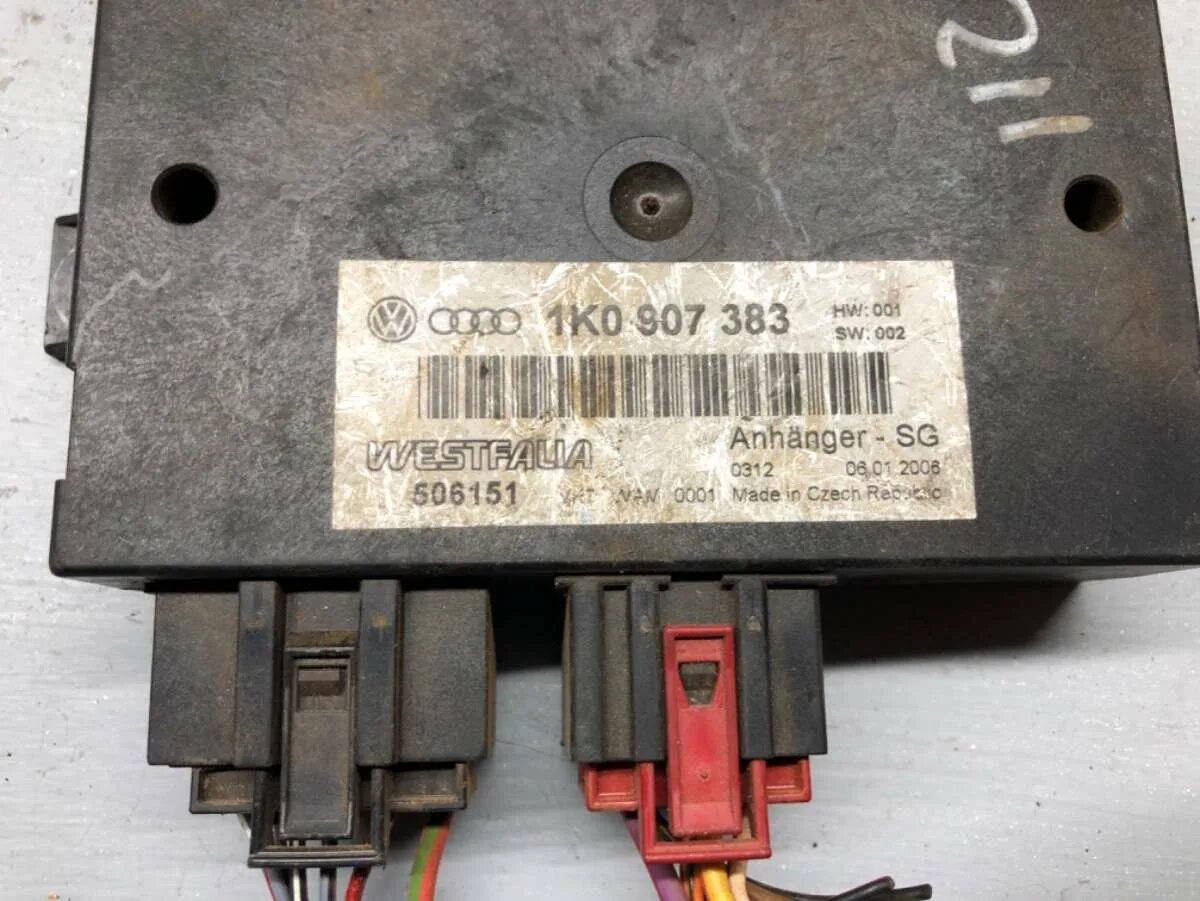 211
1K0 907 383 HW: 001
SW: 002
WESTFALIA Anhänger - SG
0312 06.01.2006
506151 WAM 0001 Made in Czech Republic